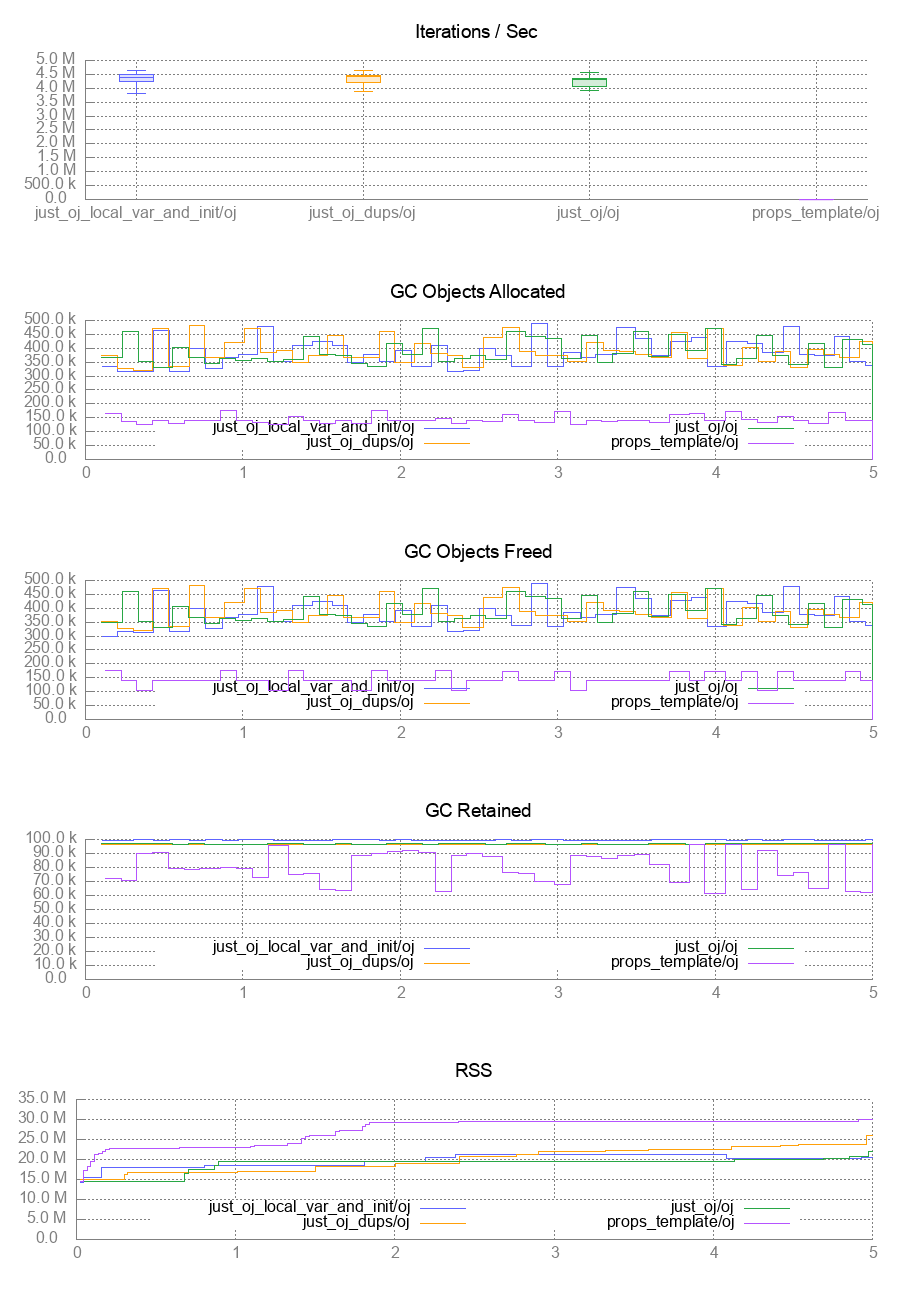 Iterations / Sec
5.0 M
4.5 M
4.0 M
3.5 M
3.0 M
2.5 M
2.0 M
1.5 M
1.0 M
500.0 k
0.0
just_oj_local_var_and_init/oj just_oj_dups/oj just_oj/oj props_template/oj
GC Objects Allocated
500.0 k
450.0 k
400.0 k
350.0 k
300.0 k
250.0 k
200.0 k
150.0 k
100.0 k
50.0 k
0.0
just_oj_local_var_and_init/oj just_oj/oj
just_oj_dups/oj props_template/oj
0 1 2 3 4 5
GC Objects Freed
500.0 k
450.0 k
400.0 k
350.0 k
300.0 k
250.0 k
200.0 k
150.0 k
100.0 k
50.0 k
0.0
just_oj_local_var_and_init/oj just_oj/oj
just_oj_dups/oj props_template/oj
0 1 2 3 4 5
GC Retained
100.0 k
90.0 k
80.0 k
70.0 k
60.0 k
50.0 k
40.0 k
30.0 k
20.0 k
10.0 k
0.0
just_oj_local_var_and_init/oj just_oj/oj
just_oj_dups/oj props_template/oj
0 1 2 3 4 5
RSS
35.0 M
30.0 M
25.0 M
20.0 M
15.0 M
10.0 M
5.0 M
0.0
just_oj_local_var_and_init/oj just_oj/oj
just_oj_dups/oj props_template/oj
0 1 2 3 4 5